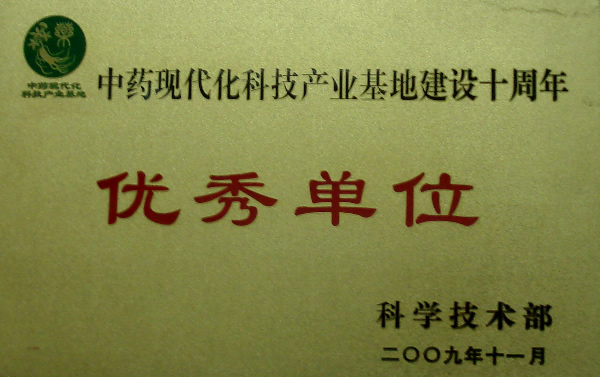 中药现代化科技产业基地建设十周年
中药现代化
科技产业基地
优秀单位
科学技术部
二〇〇九年十一月